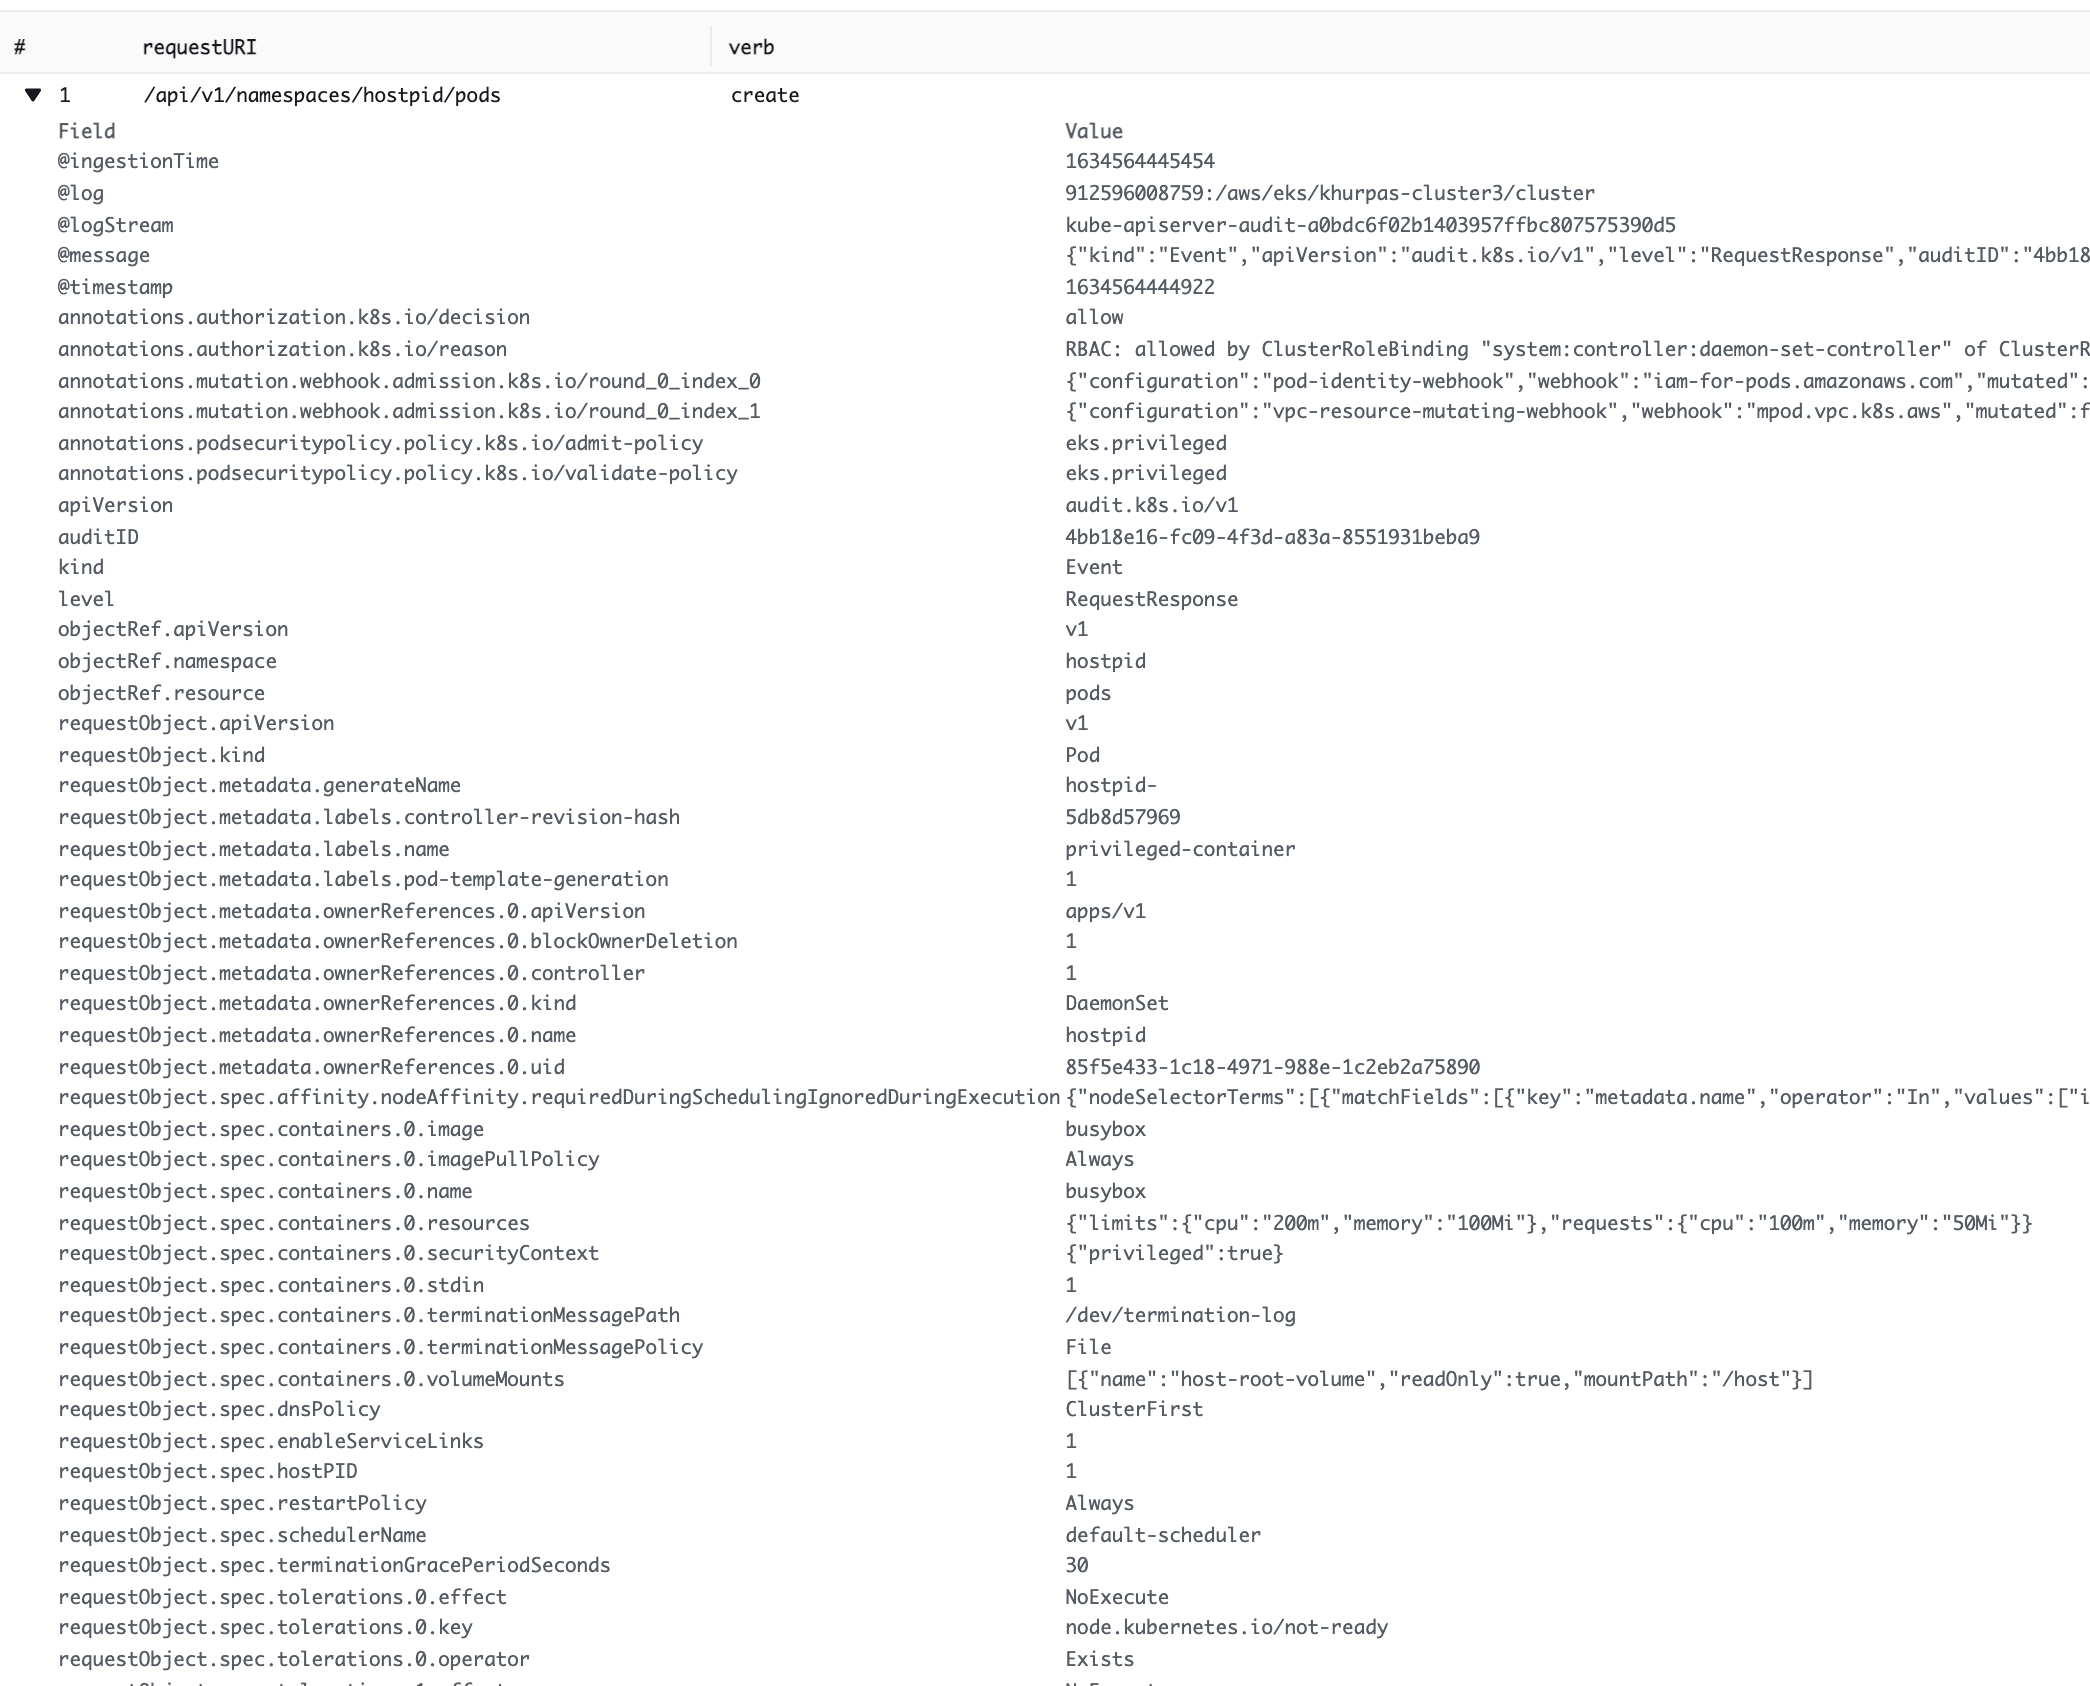 # requestURI verb
1 /api/v1/namespaces/hostpid/pods create
Field Value
@ingestionTime 1634564445454
@log 912596008759:/aws/eks/khurpas-cluster3/cluster
@logStream kube-apiserver-audit-a0bdc6f02b1403957ffbc807575390d5
@message {"kind":"Event","apiVersion":"audit.k8s.io/v1","level":"RequestResponse","auditID":"4bb18
@timestamp 1634564444922
annotations.authorization.k8s.io/decision allow
annotations.authorization.k8s.io/reason RBAC: allowed by ClusterRoleBinding "system:controller:daemon-set-controller" of ClusterR
annotations.mutation.webhook.admission.k8s.io/round_0_index_0 {"configuration":"pod-identity-webhook","webhook":"iam-for-pods.amazonaws.com","mutated":
annotations.mutation.webhook.admission.k8s.io/round_0_index_1 {"configuration":"vpc-resource-mutating-webhook","webhook":"mpod.vpc.k8s.aws","mutated":f
annotations.podsecuritypolicy.policy.k8s.io/admit-policy eks.privileged
annotations.podsecuritypolicy.policy.k8s.io/validate-policy eks.privileged
apiVersion audit.k8s.io/v1
auditID 4bb18e16-fc09-4f3d-a83a-8551931beba9
kind Event
level RequestResponse
objectRef.apiVersion v1
objectRef.namespace hostpid
objectRef.resource pods
requestObject.apiVersion v1
requestObject.kind Pod
requestObject.metadata.generateName hostpid-
requestObject.metadata.labels.controller-revision-hash 5db8d57969
requestObject.metadata.labels.name privileged-container
requestObject.metadata.labels.pod-template-generation 1
requestObject.metadata.ownerReferences.0.apiVersion apps/v1
requestObject.metadata.ownerReferences.0.blockOwnerDeletion 1
requestObject.metadata.ownerReferences.0.controller 1
requestObject.metadata.ownerReferences.0.kind DaemonSet
requestObject.metadata.ownerReferences.0.name hostpid
requestObject.metadata.ownerReferences.0.uid 85f5e433-1c18-4971-988e-1c2eb2a75890
requestObject.spec.affinity.nodeAffinity.requiredDuringSchedulingIgnoredDuringExecution {"nodeSelectorTerms":[{"matchFields":[{"key":"metadata.name","operator":"In","values":["i
requestObject.spec.containers.0.image busybox
requestObject.spec.containers.0.imagePullPolicy Always
requestObject.spec.containers.0.name busybox
requestObject.spec.containers.0.resources {"limits":{"cpu":"200m","memory":"100Mi"},"requests":{"cpu":"100m","memory":"50Mi"}}
requestObject.spec.containers.0.securityContext {"privileged":true}
requestObject.spec.containers.0.stdin 1
requestObject.spec.containers.0.terminationMessagePath /dev/termination-log
requestObject.spec.containers.0.terminationMessagePolicy File
requestObject.spec.containers.0.volumeMounts [{"name":"host-root-volume","readOnly":true,"mountPath":"/host"}]
requestObject.spec.dnsPolicy ClusterFirst
requestObject.spec.enableServiceLinks 1
requestObject.spec.hostPID 1
requestObject.spec.restartPolicy Always
requestObject.spec.schedulerName default-scheduler
requestObject.spec.terminationGracePeriodSeconds 30
requestObject.spec.tolerations.0.effect NoExecute
requestObject.spec.tolerations.0.key node.kubernetes.io/not-ready
requestObject.spec.tolerations.0.operator Exists